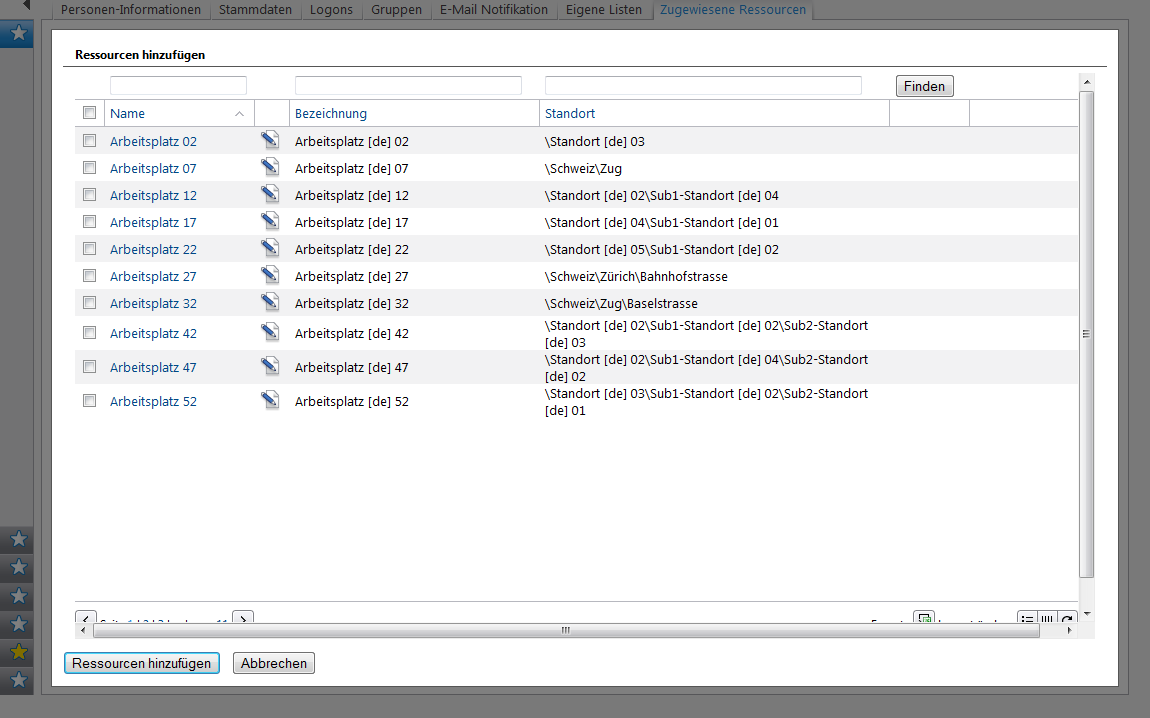 Personen-Informationen Stammdaten Logons Gruppen E-Mail Notifikation Eigene Listen Zugewiesene Ressourcen
Ressourcen hinzufügen
Finden
Name Bezeichnung Standort
Arbeitsplatz 02 Arbeitsplatz [de] 02 \Standort [de] 03
Arbeitsplatz 07 Arbeitsplatz [de] 07 \Schweiz\Zug
Arbeitsplatz 12 Arbeitsplatz [de] 12 \Standort [de] 02\Sub1-Standort [de] 04
Arbeitsplatz 17 Arbeitsplatz [de] 17 \Standort [de] 04\Sub1-Standort [de] 01
Arbeitsplatz 22 Arbeitsplatz [de] 22 \Standort [de] 05\Sub1-Standort [de] 02
Arbeitsplatz 27 Arbeitsplatz [de] 27 \Schweiz\Zürich\Bahnhofstrasse
Arbeitsplatz 32 Arbeitsplatz [de] 32 \Schweiz\Zug\Baselstrasse
Arbeitsplatz 42 Arbeitsplatz [de] 42 \Standort [de] 02\Sub1-Standort [de] 02\Sub2-Standort
[de] 03
Arbeitsplatz 47 Arbeitsplatz [de] 47 \Standort [de] 02\Sub1-Standort [de] 04\Sub2-Standort
[de] 02
Arbeitsplatz 52 Arbeitsplatz [de] 52 \Standort [de] 03\Sub1-Standort [de] 02\Sub2-Standort
[de] 01
Ressourcen hinzufügen Abbrechen